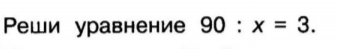 Реши уравнение 90 : x = 3.